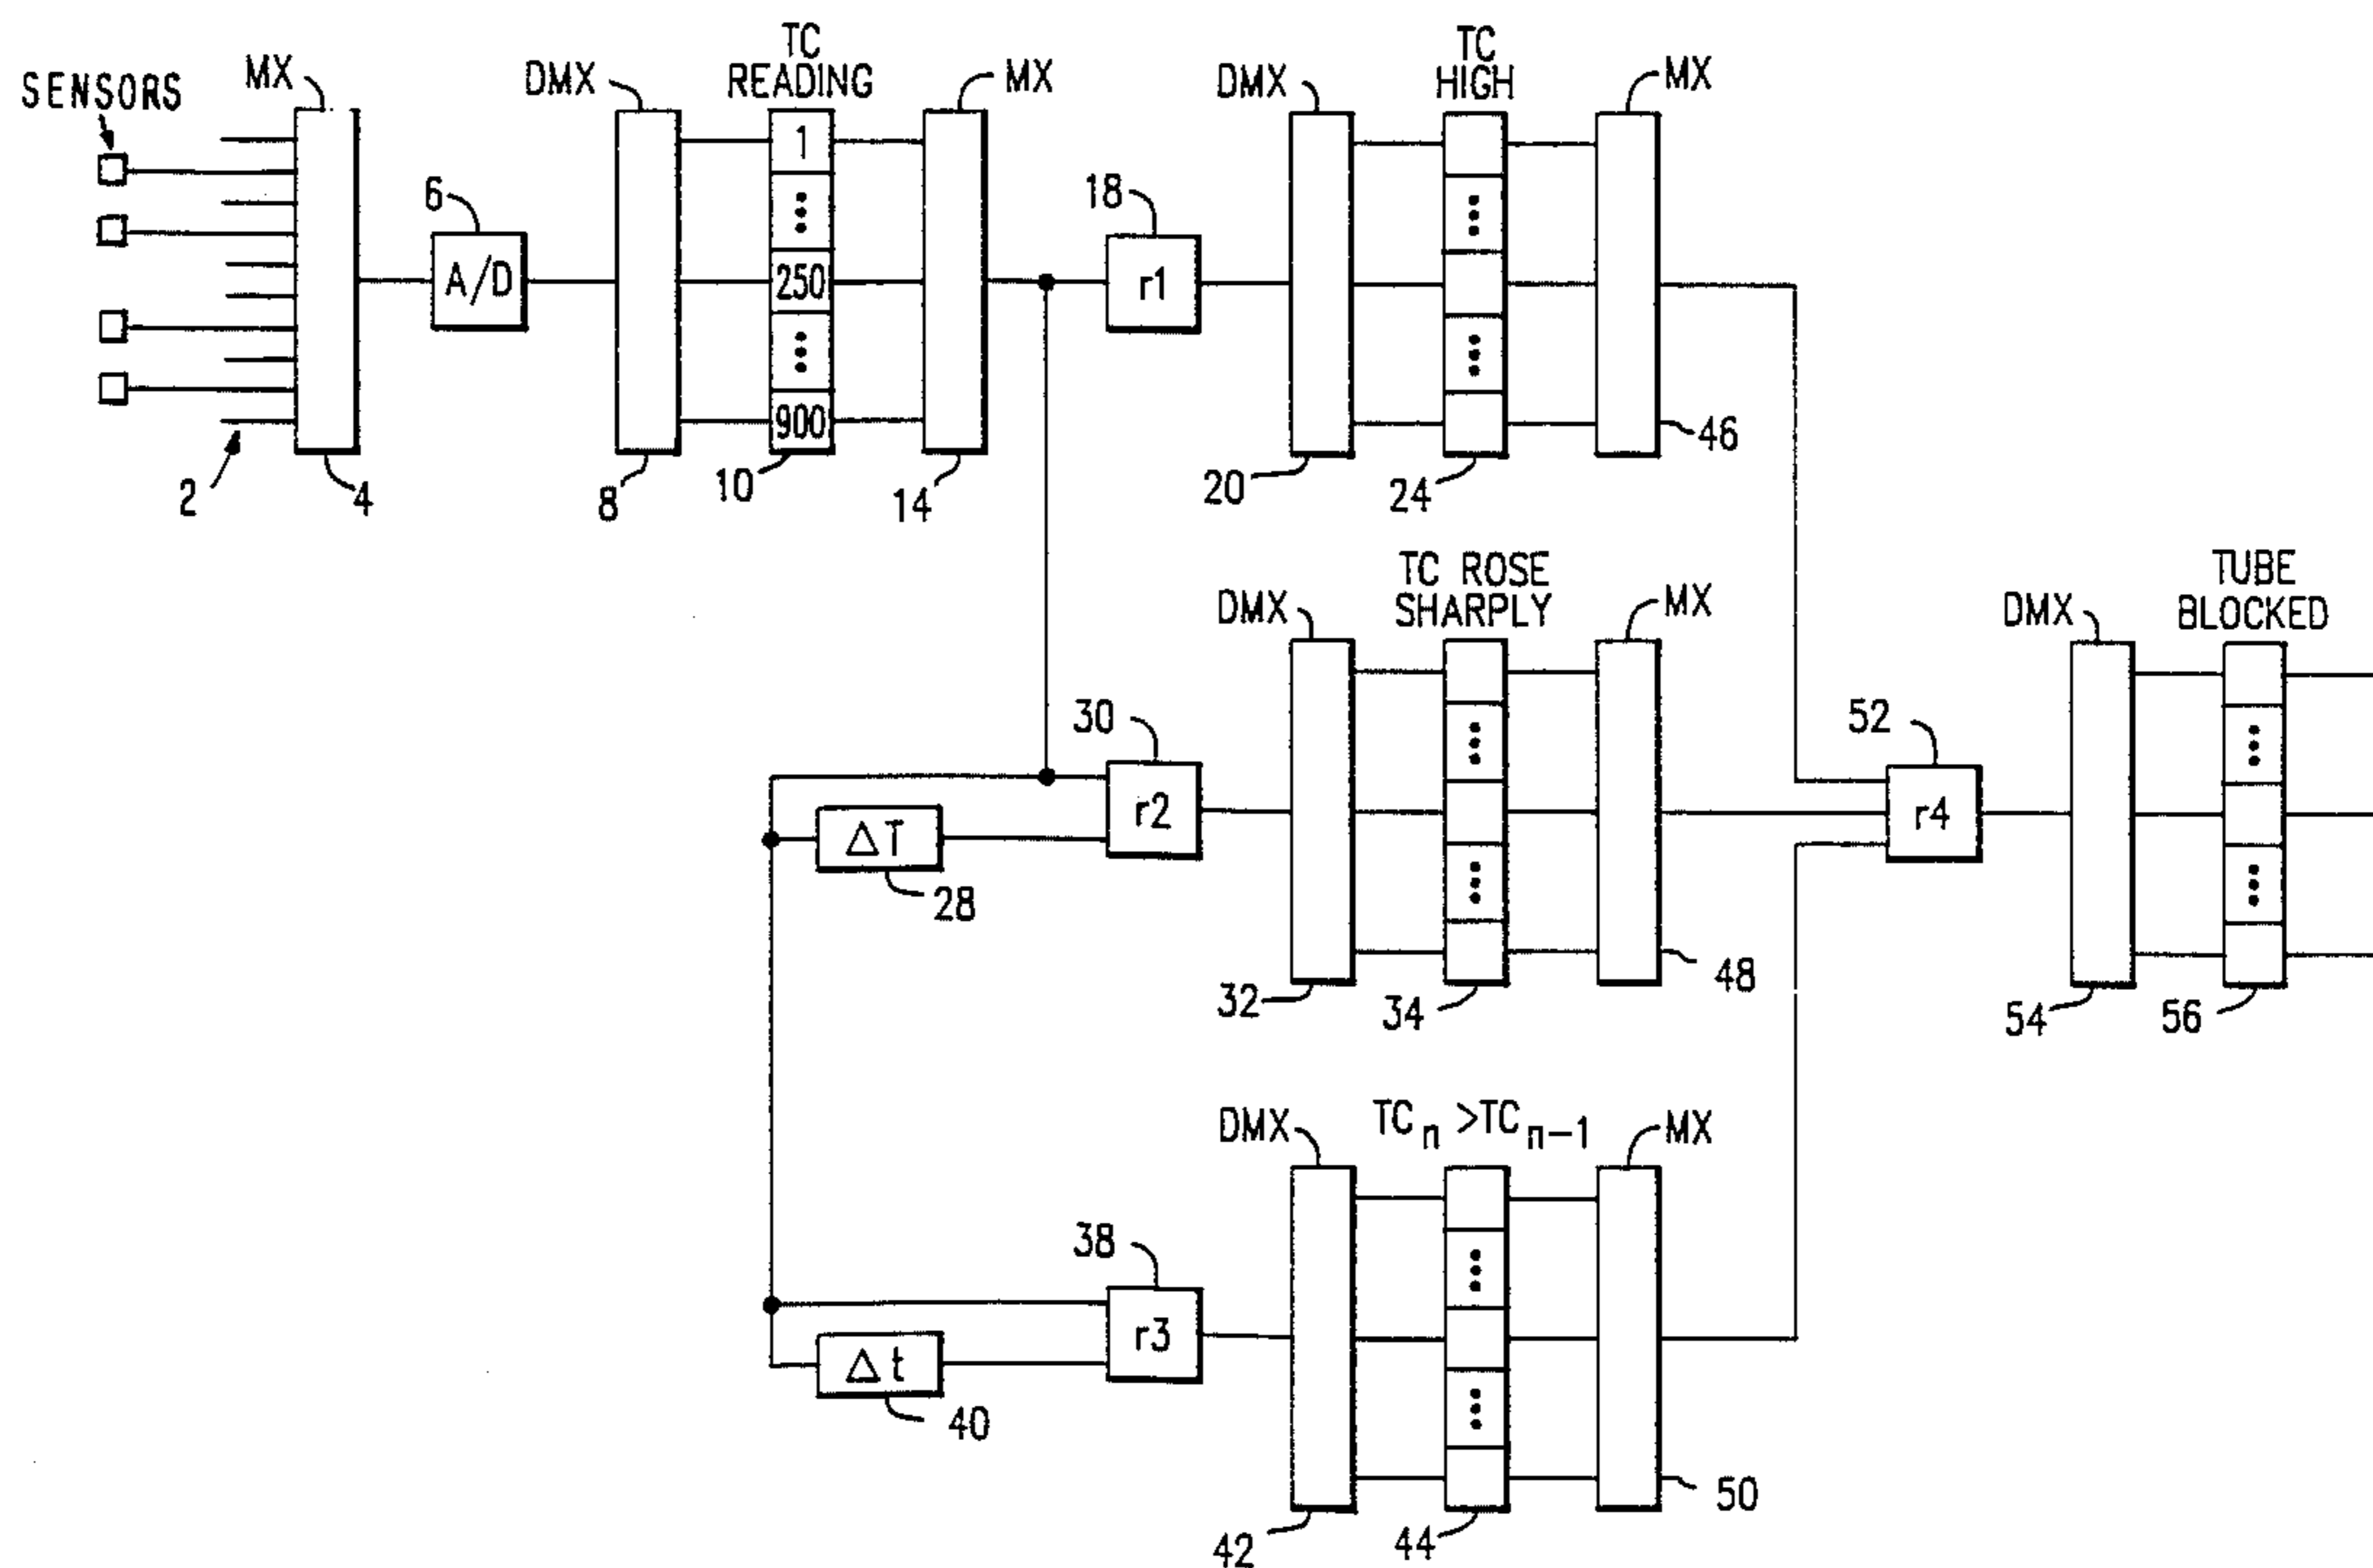 SENSORS
MX
DMX
TC
READING
MX
DMX
TC
HIGH
MX
6
A/D
1
250
900
18
r1
2
4
8
10
14
20
24
46
DMX
TC ROSE
SHARPLY
MX
DMX
TUBE
BLOCKED
30
r2
ΔT
28
52
r4
32
34
48
54
56
DMX
TCn >TCn-1
MX
38
r3
Δt
40
42
44
50